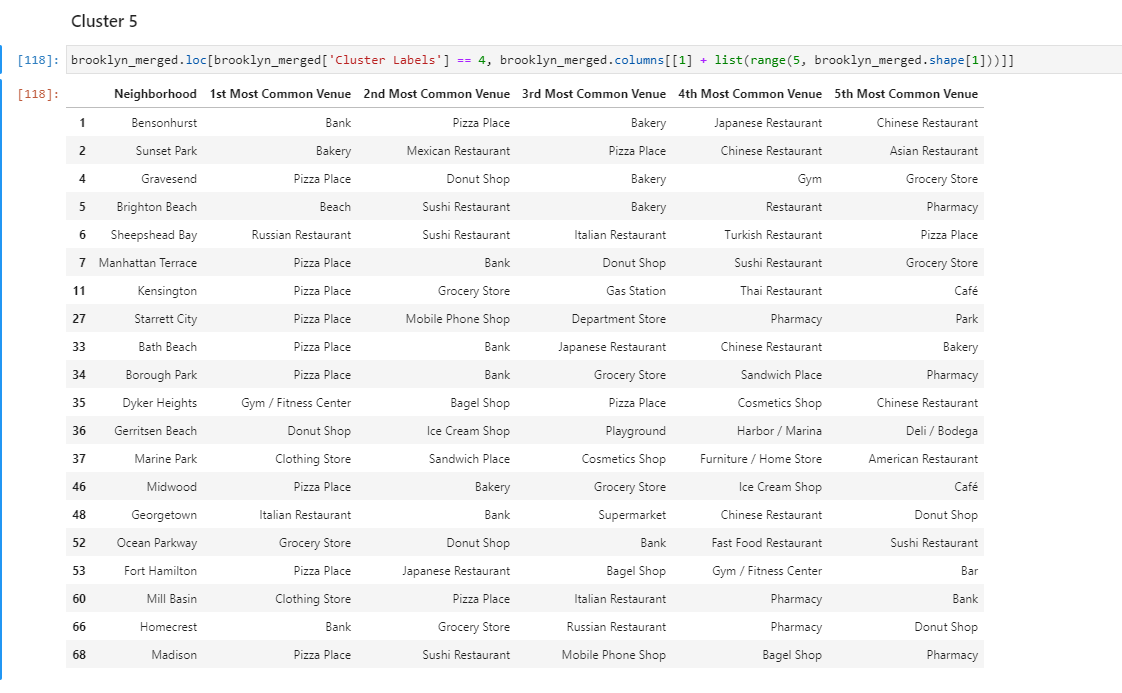 Cluster 5
[118]: brooklyn_merged.loc[brooklyn_merged['Cluster Labels'] == 4, brooklyn_merged.columns[[1] + list(range(5, brooklyn_merged.shape[1]))]]
[118]: Neighborhood 1st Most Common Venue 2nd Most Common Venue 3rd Most Common Venue 4th Most Common Venue 5th Most Common Venue
1 Bensonhurst Bank Pizza Place Bakery Japanese Restaurant Chinese Restaurant
2 Sunset Park Bakery Mexican Restaurant Pizza Place Chinese Restaurant Asian Restaurant
4 Gravesend Pizza Place Donut Shop Bakery Gym Grocery Store
5 Brighton Beach Beach Sushi Restaurant Bakery Restaurant Pharmacy
6 Sheepshead Bay Russian Restaurant Sushi Restaurant Italian Restaurant Turkish Restaurant Pizza Place
7 Manhattan Terrace Pizza Place Bank Donut Shop Sushi Restaurant Grocery Store
11 Kensington Pizza Place Grocery Store Gas Station Thai Restaurant Café
27 Starrett City Pizza Place Mobile Phone Shop Department Store Pharmacy Park
33 Bath Beach Pizza Place Bank Japanese Restaurant Chinese Restaurant Bakery
34 Borough Park Pizza Place Bank Grocery Store Sandwich Place Pharmacy
35 Dyker Heights Gym / Fitness Center Bagel Shop Pizza Place Cosmetics Shop Chinese Restaurant
36 Gerritsen Beach Donut Shop Ice Cream Shop Playground Harbor / Marina Deli / Bodega
37 Marine Park Clothing Store Sandwich Place Cosmetics Shop Furniture / Home Store American Restaurant
46 Midwood Pizza Place Bakery Grocery Store Ice Cream Shop Café
48 Georgetown Italian Restaurant Bank Supermarket Chinese Restaurant Donut Shop
52 Ocean Parkway Grocery Store Donut Shop Bank Fast Food Restaurant Sushi Restaurant
53 Fort Hamilton Pizza Place Japanese Restaurant Bagel Shop Gym / Fitness Center Bar
60 Mill Basin Clothing Store Pizza Place Italian Restaurant Pharmacy Bank
66 Homecrest Bank Grocery Store Russian Restaurant Pharmacy Donut Shop
68 Madison Pizza Place Sushi Restaurant Mobile Phone Shop Bagel Shop Pharmacy